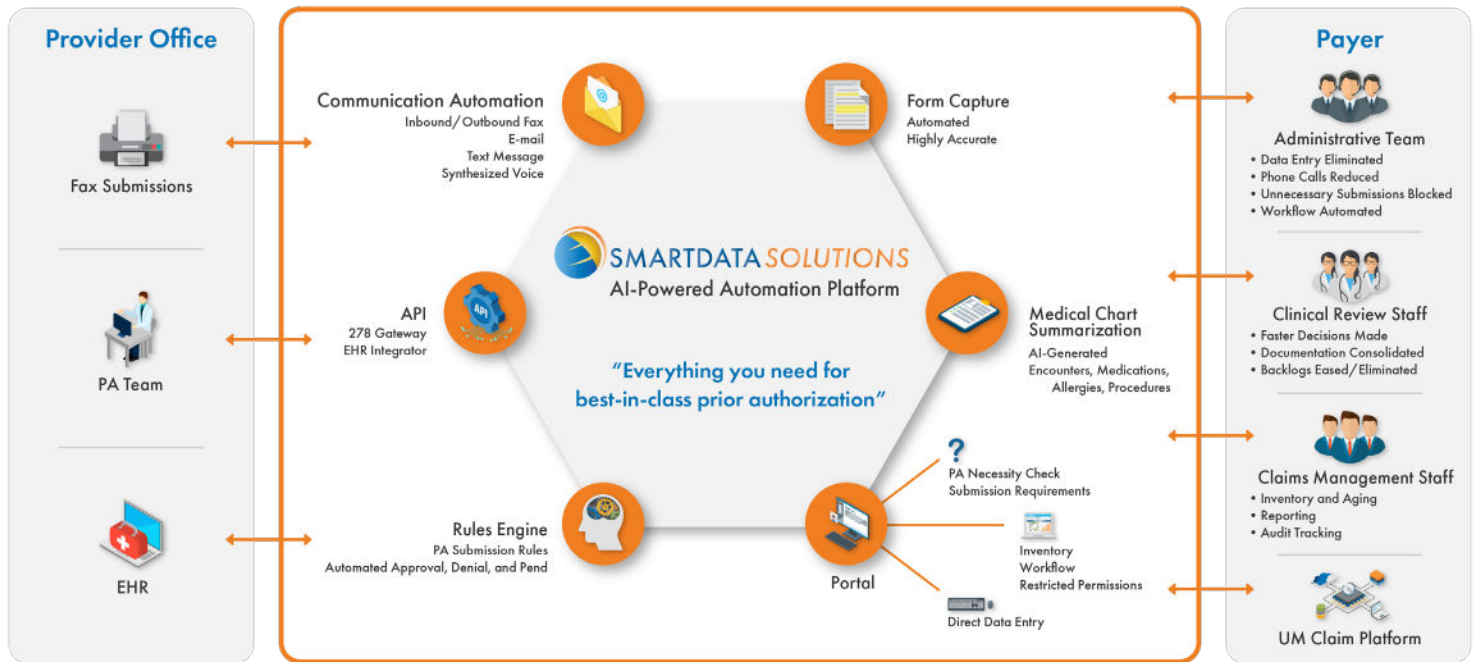 Provider Office
Fax Submissions
PA Team
EHR
Communication Automation
Inbound/Outbound Fax
E-mail
Text Message
Synthesized Voice
API
278 Gateway
EHR Integrator
API
Rules Engine
PA Submission Rules
Automated Approval, Denial, and Pend
SMARTDATA SOLUTIONS
AI-Powered Automation Platform
"Everything you need for
best-in-class prior authorization"
Form Capture
Automated
Highly Accurate
Medical Chart
Summarization
AI-Generated
Encounters, Medications,
Allergies, Procedures
Portal
?
PA Necessity Check
Submission Requirements
Inventory
Workflow
Restricted Permissions
Direct Data Entry
Payer
Administrative Team
• Data Entry Eliminated
• Phone Calls Reduced
• Unnecessary Submissions Blocked
• Workflow Automated
Clinical Review Staff
• Faster Decisions Made
• Documentation Consolidated
• Backlogs Eased/Eliminated
Claims Management Staff
• Inventory and Aging
• Reporting
• Audit Tracking
UM Claim Platform